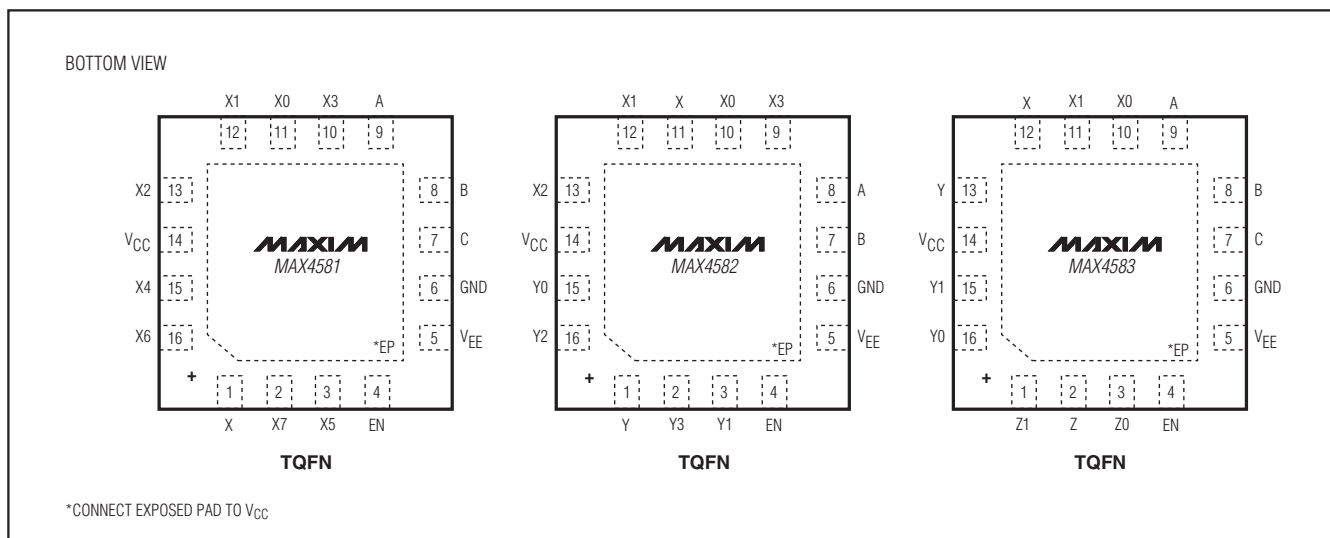 BOTTOM VIEW
X1 X0 X3 A
12 11 10 9
X2 13 8 B
VCC 14 7 C
MAXIM
MAX4581
X4 15 6 GND
X6 16 5 VEE
*EP
+
1 2 3 4
X X7 X5 EN
TQFN
X1 X X0 X3
12 11 10 9
X2 13 8 A
VCC 14 7 B
MAXIM
MAX4582
Y0 15 6 GND
Y2 16 5 VEE
*EP
+
1 2 3 4
Y Y3 Y1 EN
TQFN
X X1 X0 A
12 11 10 9
Y 13 8 B
VCC 14 7 C
MAXIM
MAX4583
Y1 15 6 GND
Y0 16 5 VEE
*EP
+
1 2 3 4
Z1 Z Z0 EN
TQFN
*CONNECT EXPOSED PAD TO VCC